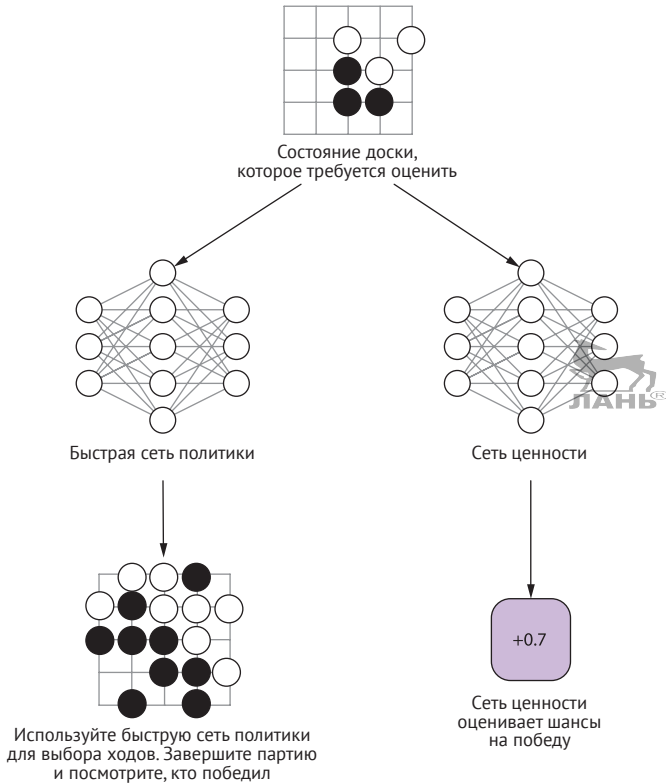 Состояние доски,
которое требуется оценить
Быстрая сеть политики
Сеть ценности
ЛАНЬ®
+0.7
Используйте быструю сеть политики
для выбора ходов. Завершите партию
и посмотрите, кто победил
Сеть ценности
оценивает шансы
на победу